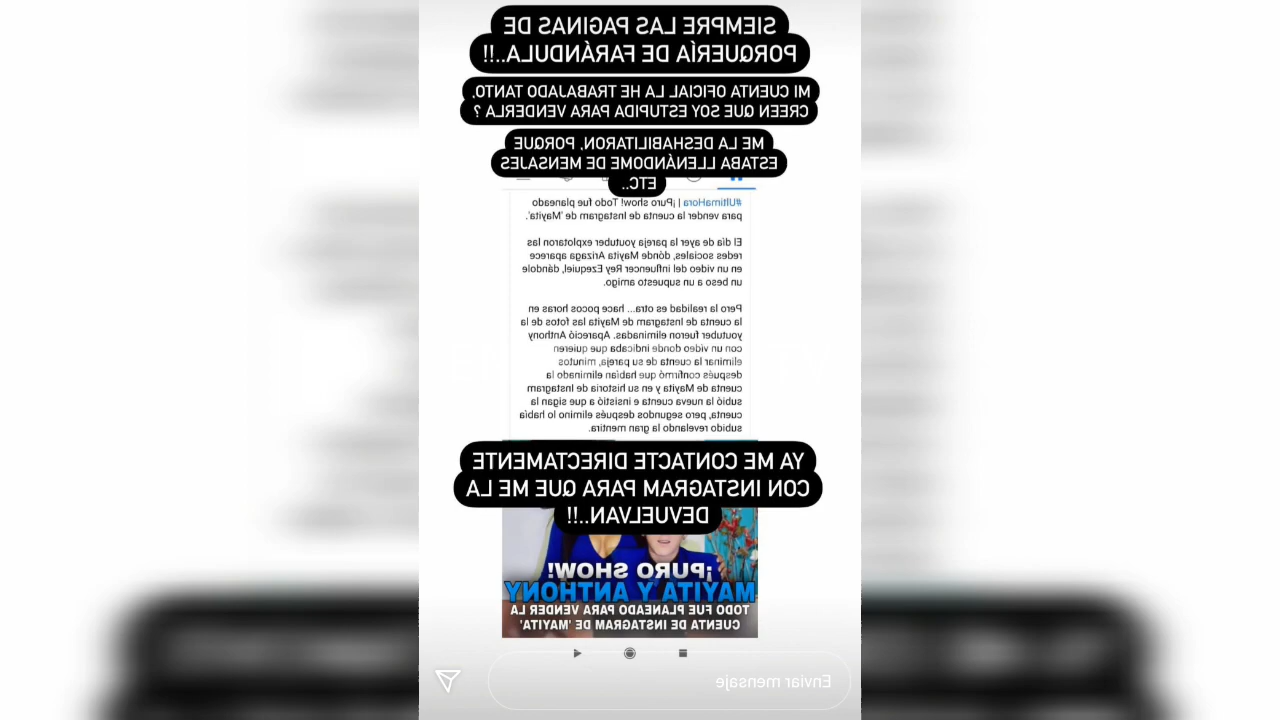 SIEMPRE LAS PAGINAS DE
PORQUERÍA DE FARÁNDULA..!!
MI CUENTA OFICIAL LA HE TRABAJADO TANTO,
CREEN QUE SOY ESTUPIDA PARA VENDERLA ?
ME LA DESHABILITARON, PORQUE
ESTABA LLENÁNDOME DE MENSAJES
ETC..
#UltimaHora | ¡Puro show! Todo fue planeado
para vender la cuenta de Instagram de 'Mayita'.
El día de ayer la pareja youtuber explotaron las
redes sociales, dónde Mayita Arizaga aparece
en un video del influencer Rey Ezequiel, dándole
un beso a un supuesto amigo.
Pero la realidad es otra... hace pocos horas en
la cuenta de Instagram de Mayita las fotos de la
youtuber fueron eliminadas. Apareció Anthony
con un vídeo donde indicaba que quieren
eliminar la cuenta de su pareja, minutos
después confirmó que habían eliminado la
cuenta de Mayita y en su historia de Instagram
subió la nueva cuenta e insistió a que sigan la
cuenta, pero segundos después elimino lo había
subido revelando la gran mentira.
YA ME CONTACTE DIRECTAMENTE
CON INSTAGRAM PARA QUE ME LA
DEVUELVAN..!!
¡PURO SHOW!
MAYITA Y ANTHONY
TODO FUE PLANEADO PARA VENDER LA
CUENTA DE INSTAGRAM DE 'MAYITA'
Enviar mensaje